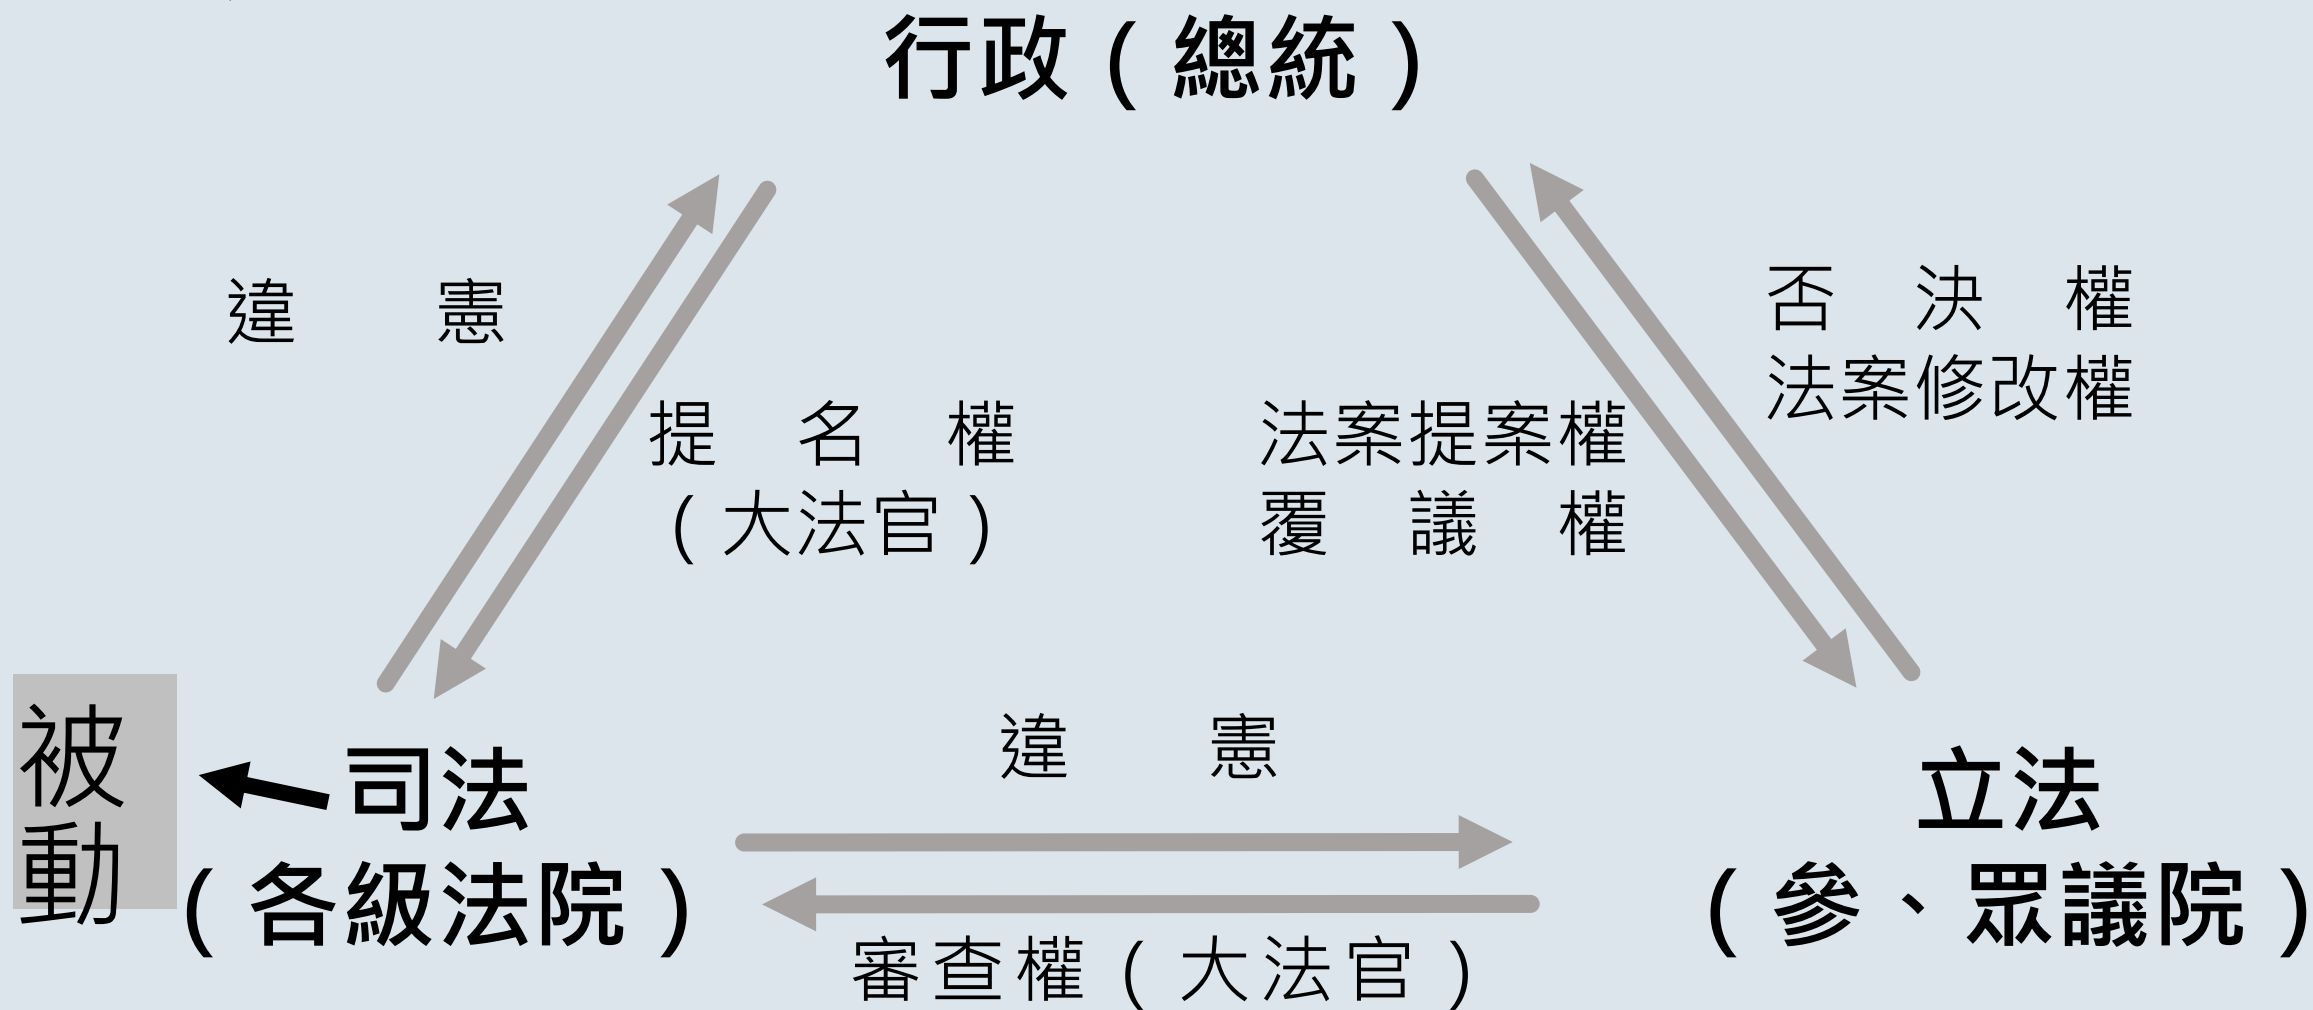 行政（總統）
違憲
否決權
法案修改權
提名權
（大法官）
法案提案權
覆議權
被動
司法
（各級法院）
違憲
審查權（大法官）
立法
（參、眾議院）